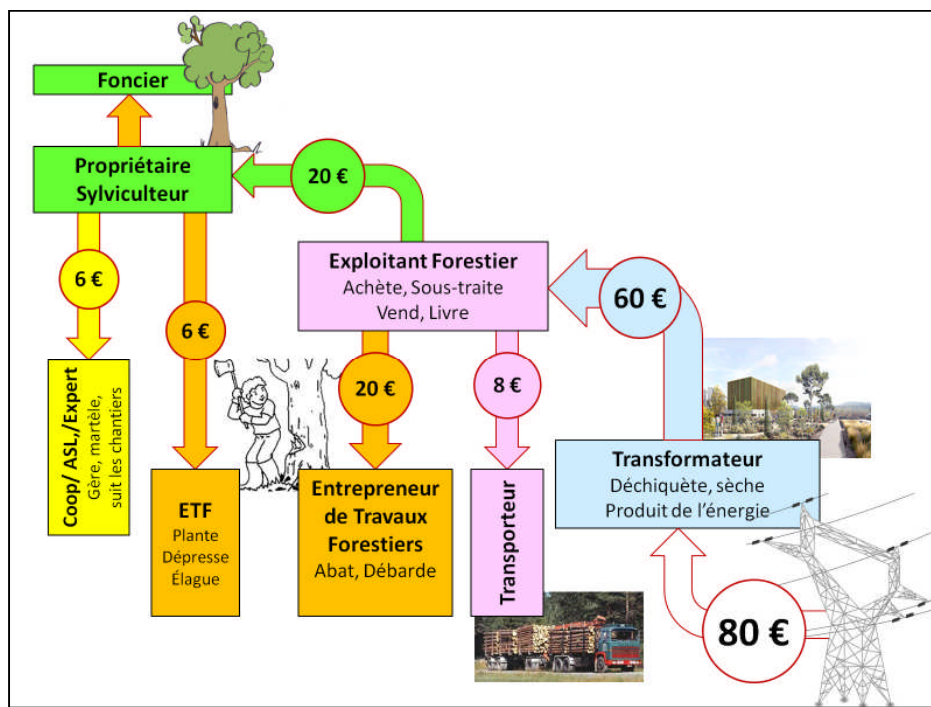 Foncier
Propriétaire
Sylviculteur
20 €
Exploitant Forestier
Achète, Sous-traite
Vend, Livre
60 €
6 €
6 €
20 €
8 €
Coop/ ASL,/Expert
Gère, martèle,
suit les chantiers
ETF
Plante
Dépresse
Élague
Entrepreneur
de Travaux
Forestiers
Abat, Débarde
Transporteur
Transformateur
Déchiquète, sèche
Produit de l’énergie
80 €